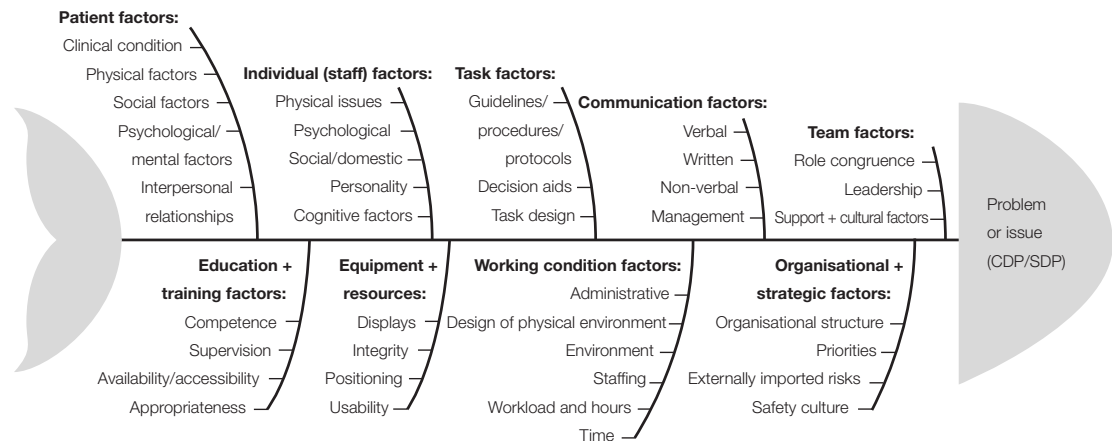 Patient factors:
Clinical condition
Physical factors
Social factors
Psychological/
mental factors
Interpersonal
relationships
Individual (staff) factors:
Physical issues
Psychological
Social/domestic
Personality
Cognitive factors
Task factors:
Guidelines/
procedures/
protocols
Decision aids
Task design
Communication factors:
Verbal
Written
Non-verbal
Management
Team factors:
Role congruence
Leadership
Support + cultural factors
Problem
or issue
(CDP/SDP)
Education +
training factors:
Competence
Supervision
Availability/accessibility
Appropriateness
Equipment +
resources:
Displays
Integrity
Positioning
Usability
Working condition factors:
Administrative
Design of physical environment
Environment
Staffing
Workload and hours
Time
Organisational +
strategic factors:
Organisational structure
Priorities
Externally imported risks
Safety culture